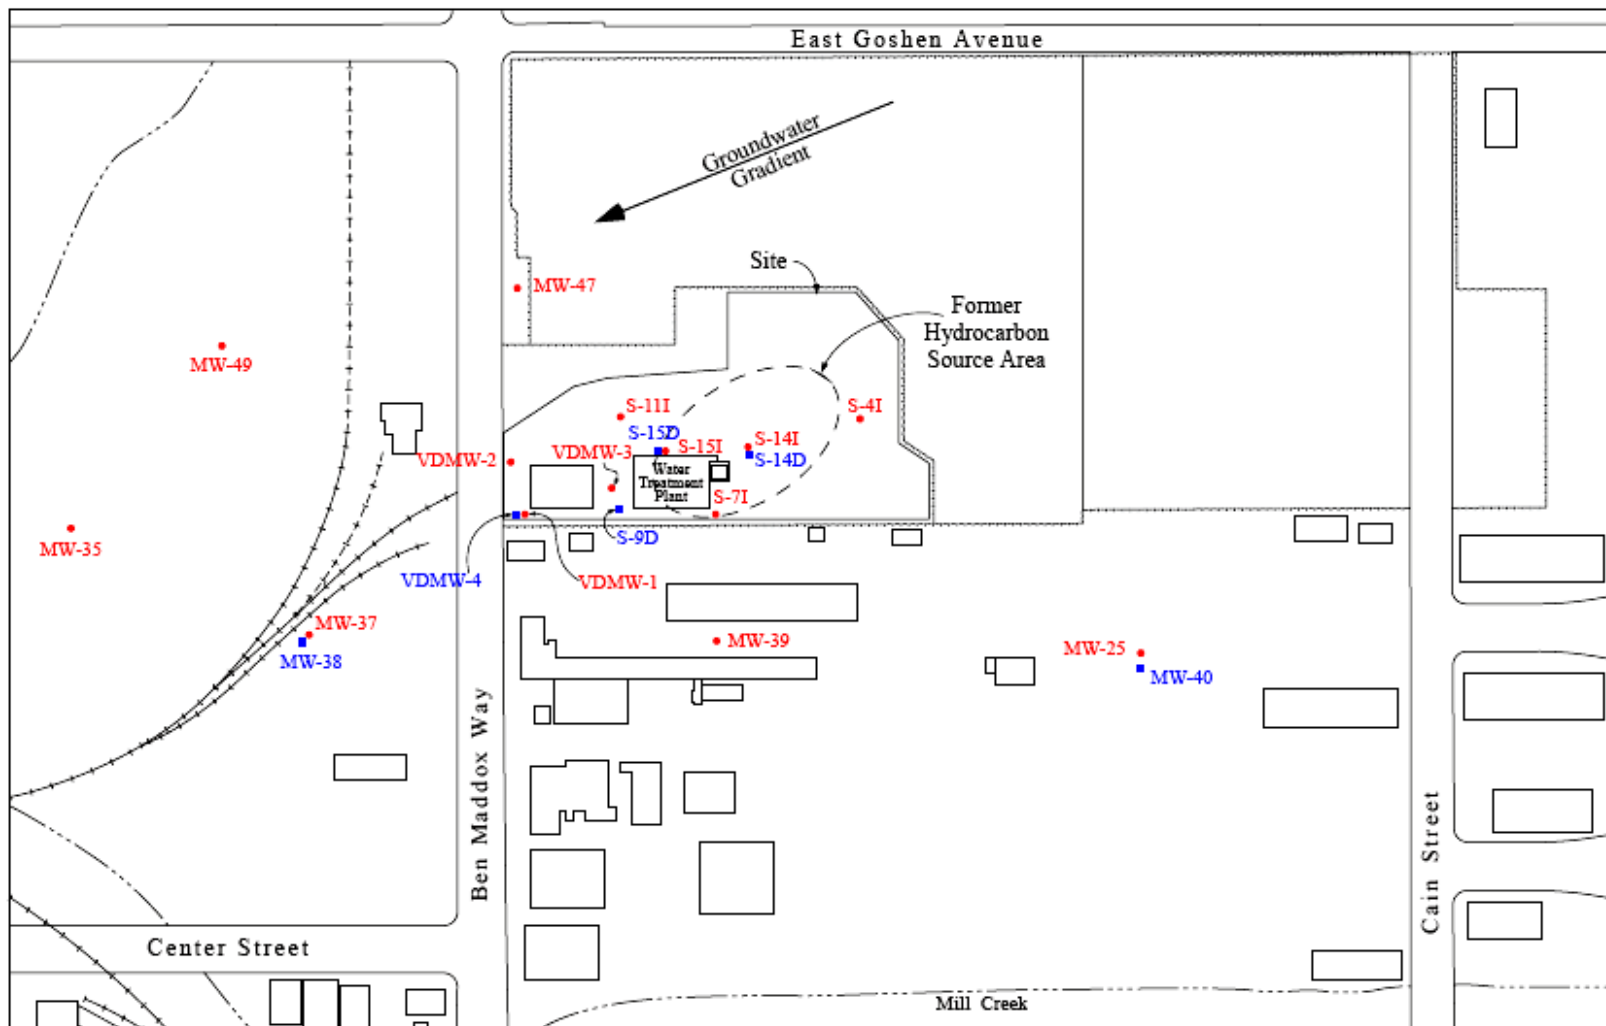 East Goshen Avenue
Groundwater
Gradient
Site
MW-47
Former
Hydrocarbon
Source Area
MW-49
S-11I
S-4I
S-15D
S-15I
S-14I
S-14D
VDMW-3
VDMW-2
Water
Treatment
Plant
S-7I
MW-35
S-9D
VDMW-4
VDMW-1
MW-37
MW-38
MW-39
MW-25
MW-40
Ben Maddox Way
Cain Street
Center Street
Mill Creek